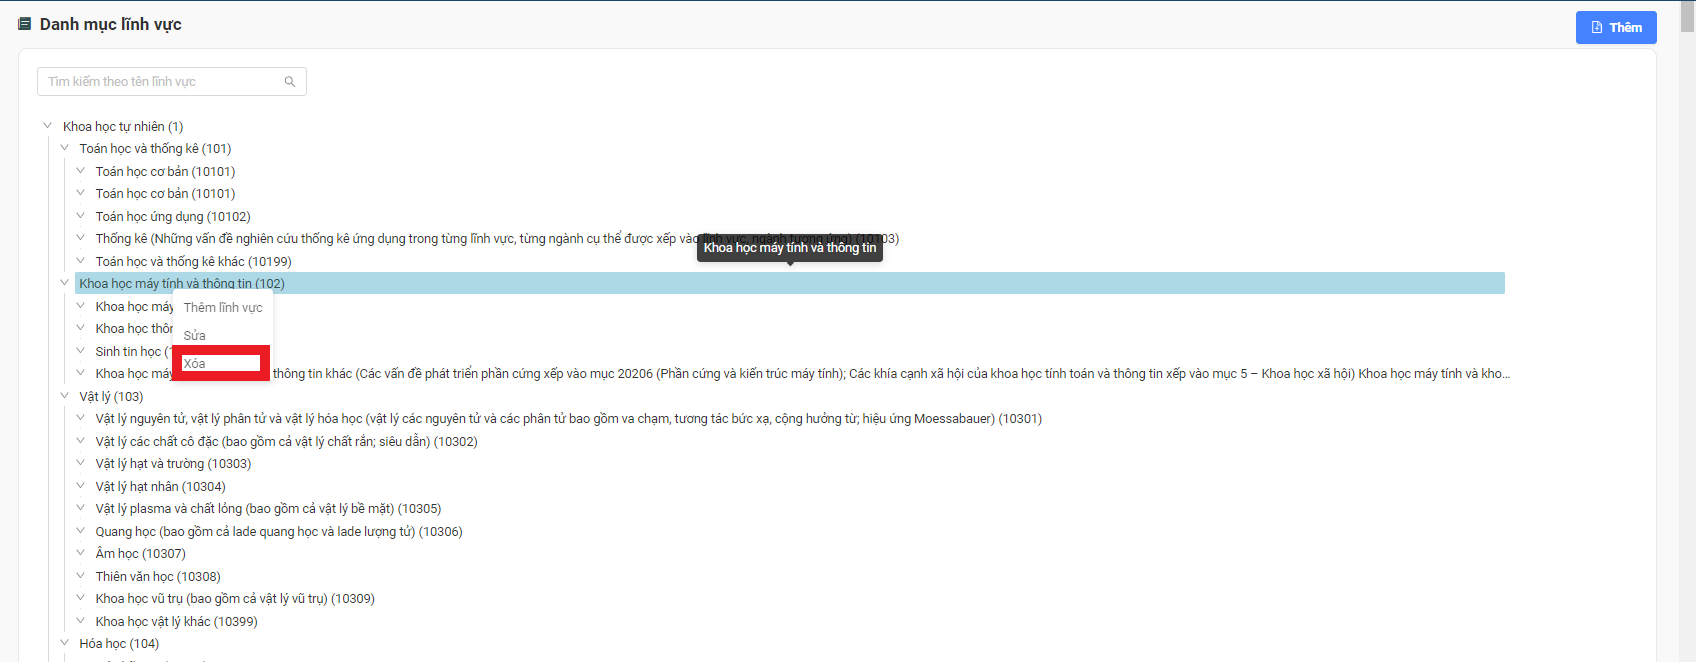 Danh mục lĩnh vực
Thêm
Tìm kiếm theo tên lĩnh vực
Khoa học tự nhiên (1)
Toán học và thống kê (101)
Toán học cơ bản (10101)
Toán học cơ bản (10101)
Toán học ứng dụng (10102)
Thống kê (Những vấn đề nghiên cứu thống kê ứng dụng trong từng lĩnh vực, từng ngành cụ thể được xếp vào lĩnh vực, ngành tương ứng) (10103)
Khoa học máy tính và thông tin
Toán học và thống kê khác (10199)
Khoa học máy tính và thông tin (102)
Khoa học máy
Thêm lĩnh vực
Khoa học thôn
Sửa
Sinh tin học (
Xóa
Khoa học máy thông tin khác (Các vấn đề phát triển phần cứng xếp vào mục 20206 (Phần cứng và kiến trúc máy tính); Các khía cạnh xã hội của khoa học tính toán và thông tin xếp vào mục 5 – Khoa học xã hội) Khoa học máy tính và kho...
Vật lý (103)
Vật lý nguyên tử, vật lý phân tử và vật lý hóa học (vật lý các nguyên tử và các phân tử bao gồm va chạm, tương tác bức xạ, cộng hưởng từ; hiệu ứng Moessabauer) (10301)
Vật lý các chất cô đặc (bao gồm cả vật lý chất rắn; siêu dẫn) (10302)
Vật lý hạt và trường (10303)
Vật lý hạt nhân (10304)
Vật lý plasma và chất lỏng (bao gồm cả vật lý bề mặt) (10305)
Quang học (bao gồm cả lade quang học và lade lượng tử) (10306)
Âm học (10307)
Thiên văn học (10308)
Khoa học vũ trụ (bao gồm cả vật lý vũ trụ) (10309)
Khoa học vật lý khác (10399)
Hóa học (104)